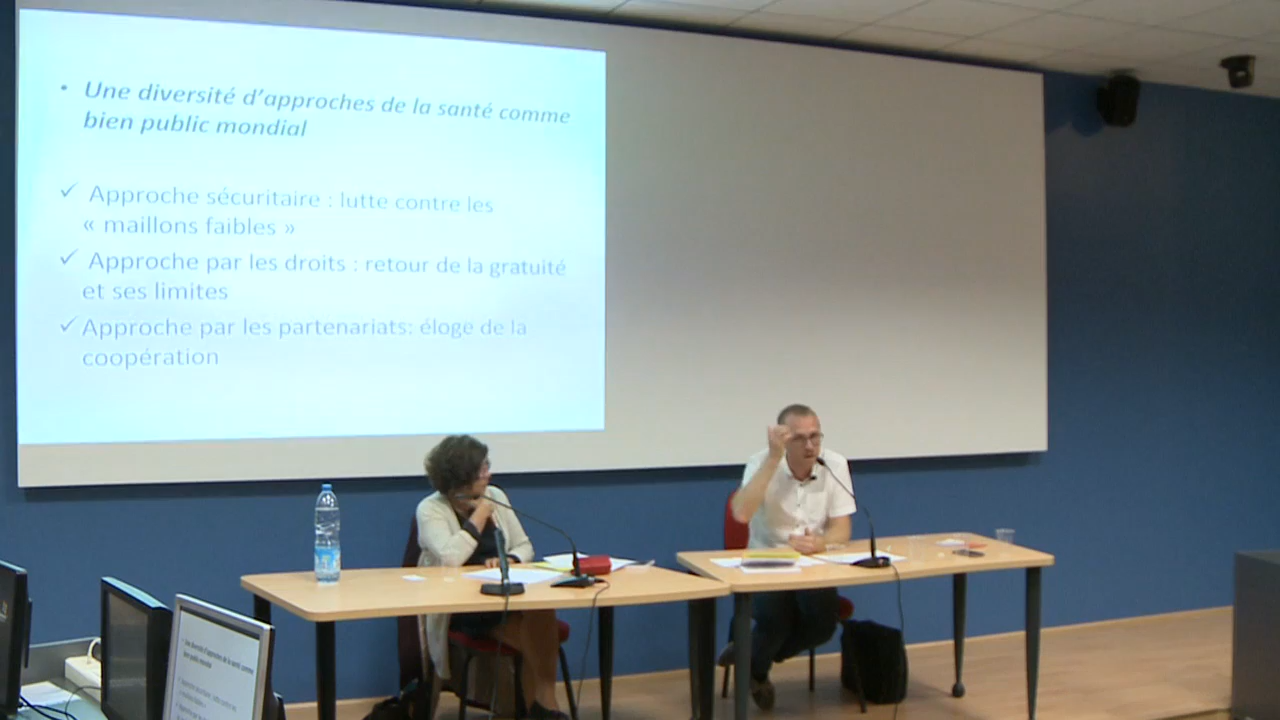 • Une diversité d'approches de la santé comme
bien public mondial
✓ Approche sécuritaire : lutte contre les
« maillons faibles »
✓ Approche par les droits : retour de la gratuité
et ses limites
✓ Approche par les partenariats: éloge de la
coopération